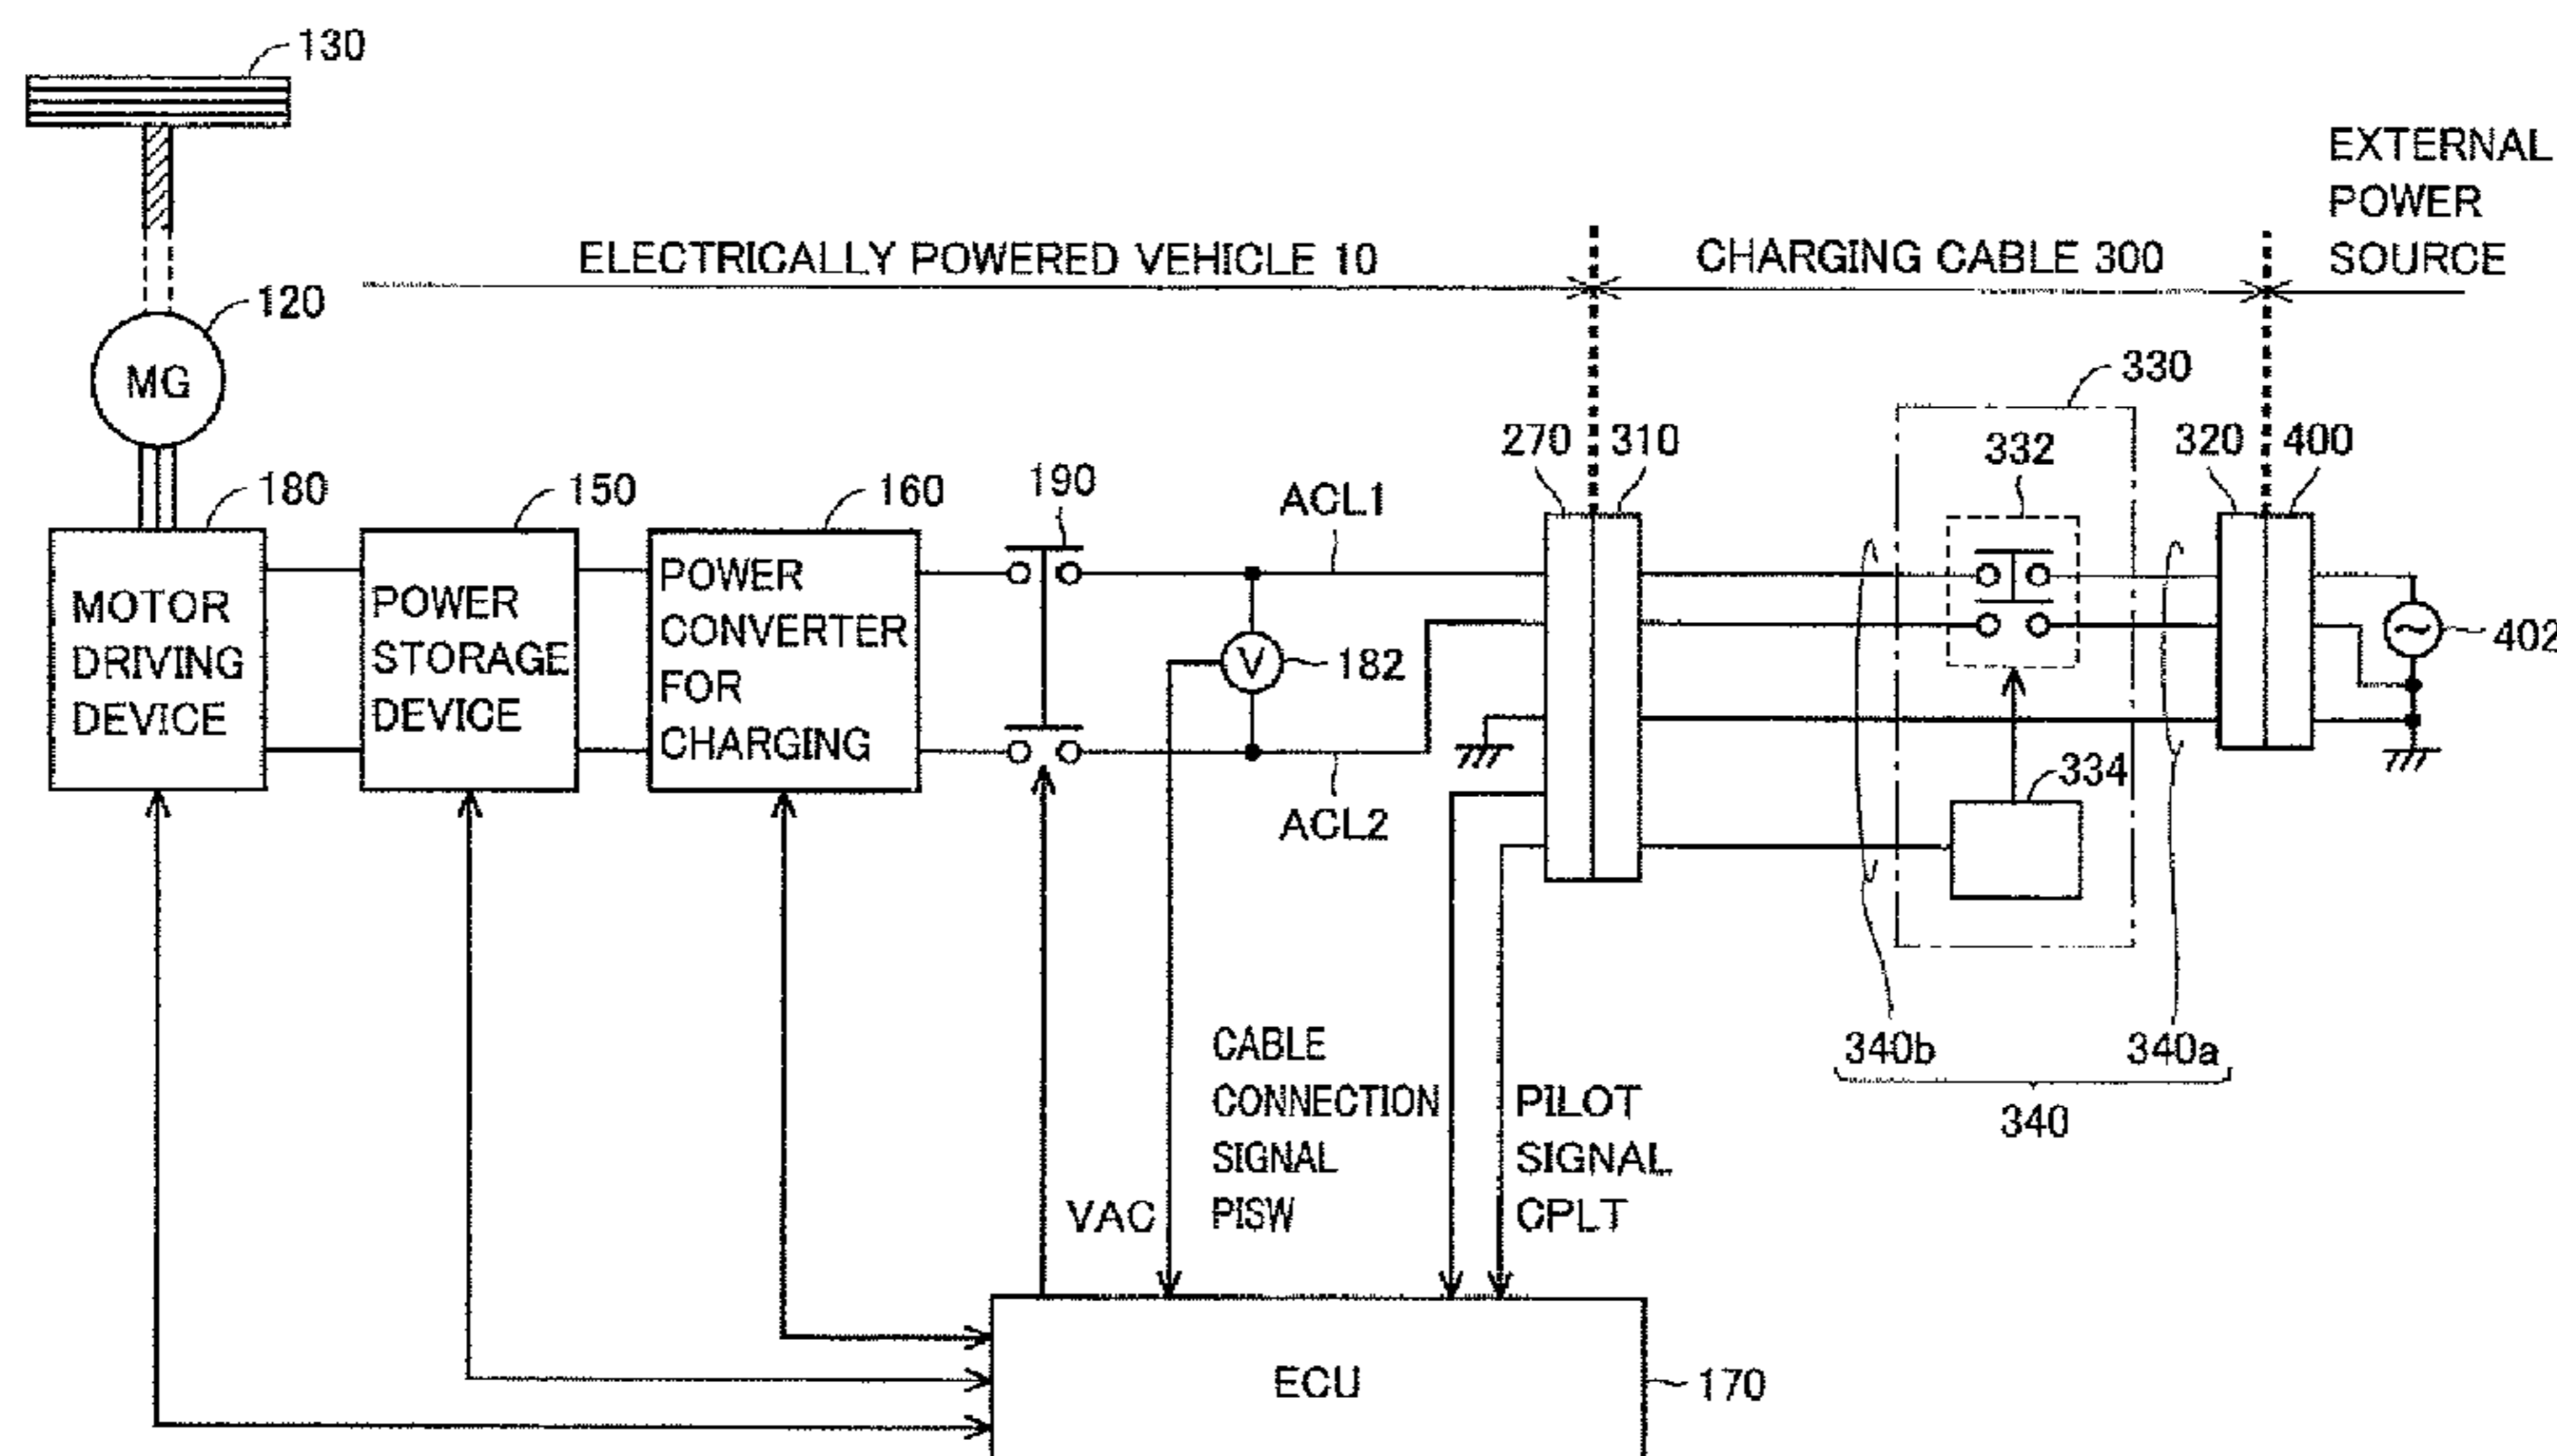 130
EXTERNAL
POWER
SOURCE
ELECTRICALLY POWERED VEHICLE 10
CHARGING CABLE 300
120
MG
330
270
310
332
320
400
180
150
160
190
ACL1
MOTOR
DRIVING
DEVICE
POWER
STORAGE
DEVICE
POWER
CONVERTER
FOR
CHARGING
V
182
402
334
ACL2
CABLE
CONNECTION
SIGNAL
PISW
VAC
PILOT
SIGNAL
CPLT
340b
340a
340
ECU
170